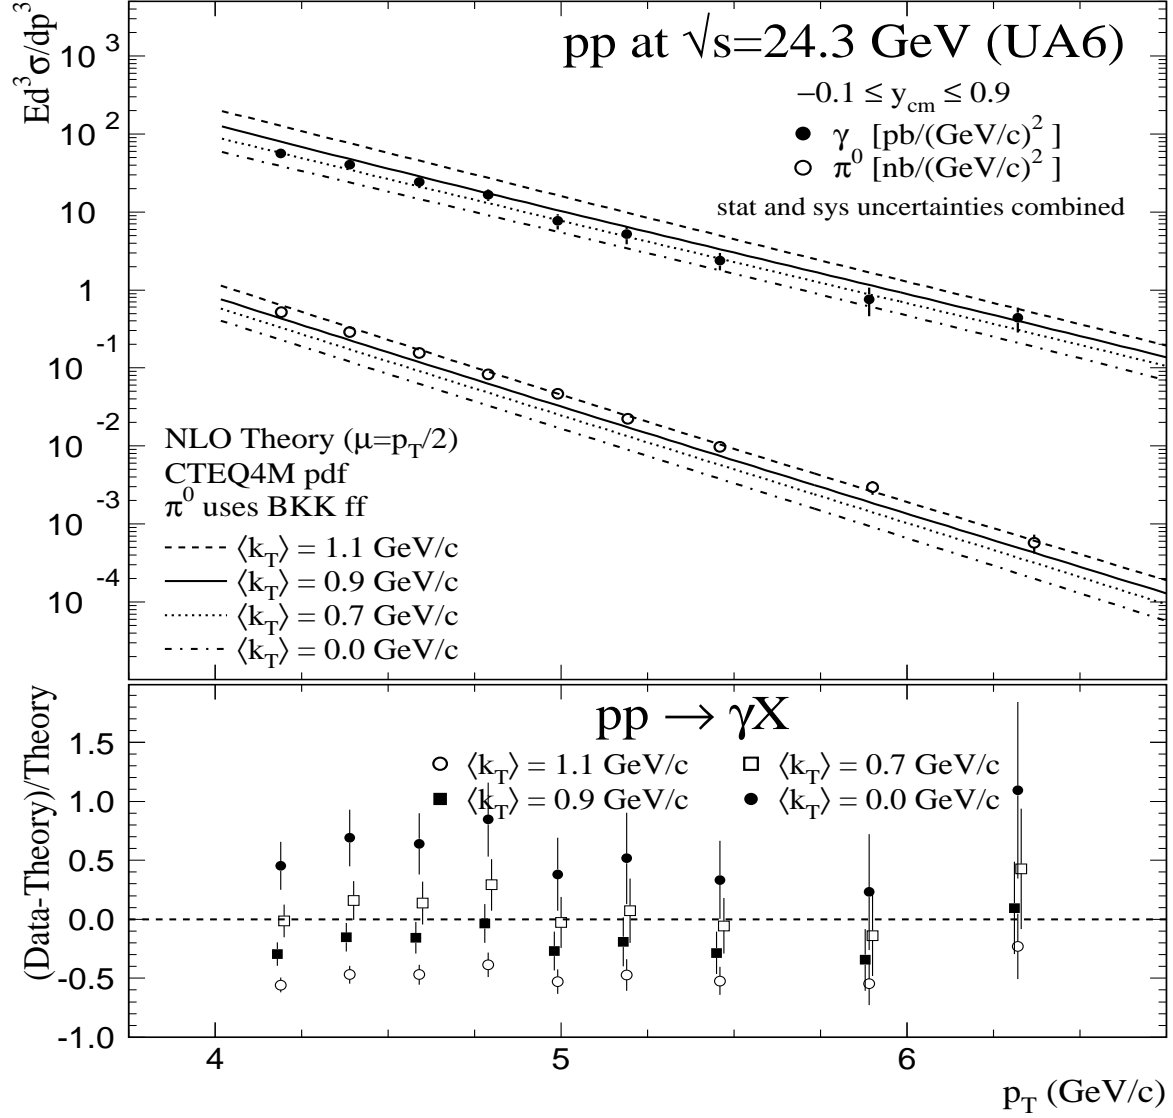 pp at √s=24.3 GeV (UA6)
−0.1 ≤ y_cm ≤ 0.9
γ [pb/(GeV/c)² ]
π⁰ [nb/(GeV/c)² ]
stat and sys uncertainties combined
Ed³σ/dp³
10³
10²
10
1
10⁻¹
10⁻²
10⁻³
10⁻⁴
NLO Theory (μ=p_T/2)
CTEQ4M pdf
π⁰ uses BKK ff
⟨k_T⟩ = 1.1 GeV/c
⟨k_T⟩ = 0.9 GeV/c
⟨k_T⟩ = 0.7 GeV/c
⟨k_T⟩ = 0.0 GeV/c
pp → γX
⟨k_T⟩ = 1.1 GeV/c
⟨k_T⟩ = 0.7 GeV/c
⟨k_T⟩ = 0.9 GeV/c
⟨k_T⟩ = 0.0 GeV/c
(Data-Theory)/Theory
1.5
1.0
0.5
0.0
-0.5
-1.0
4
5
6
p_T (GeV/c)